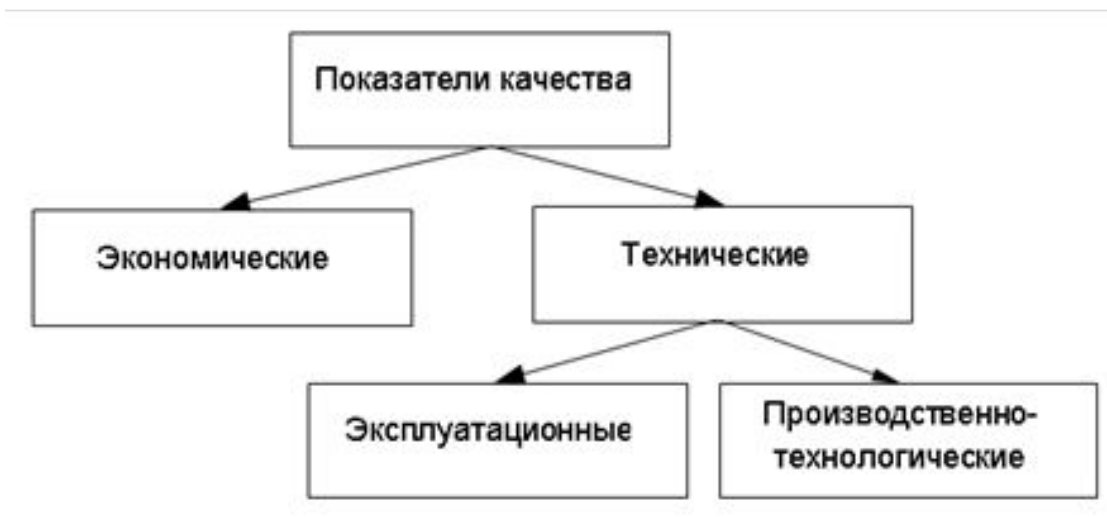 Показатели качества
Экономические
Технические
Эксплуатационные
Производственно-
технологические